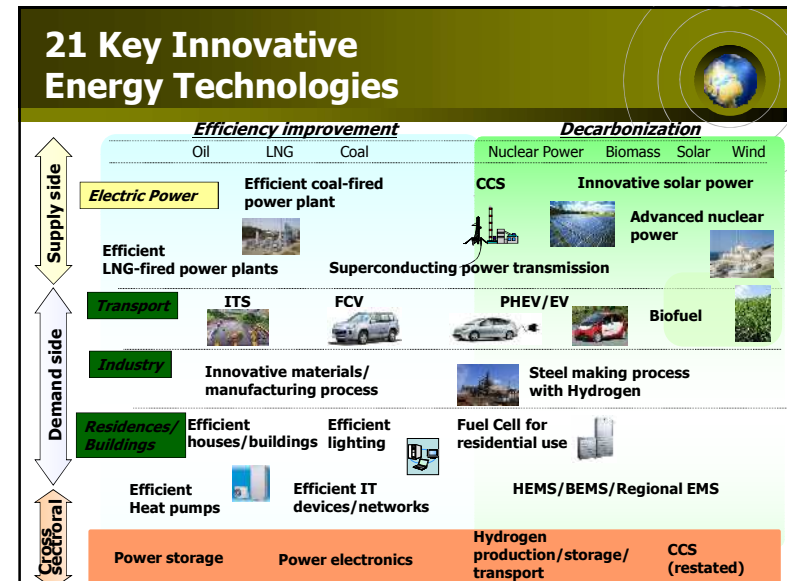 21 Key Innovative
Energy Technologies
Efficiency improvement
Decarbonization
Oil LNG Coal
Nuclear Power Biomass Solar Wind
Supply side
Electric Power
Efficient coal-fired
power plant
CCS
Innovative solar power
Advanced nuclear
power
Efficient
LNG-fired power plants
Superconducting power transmission
Demand side
Transport
ITS
FCV
PHEV/EV
Biofuel
Industry
Innovative materials/
manufacturing process
Steel making process
with Hydrogen
Residences/
Buildings
Efficient
houses/buildings
Efficient
lighting
Fuel Cell for
residential use
Efficient
Heat pumps
Efficient IT
devices/networks
HEMS/BEMS/Regional EMS
Cross
sectroral
Power storage
Power electronics
Hydrogen
production/storage/
transport
CCS
(restated)